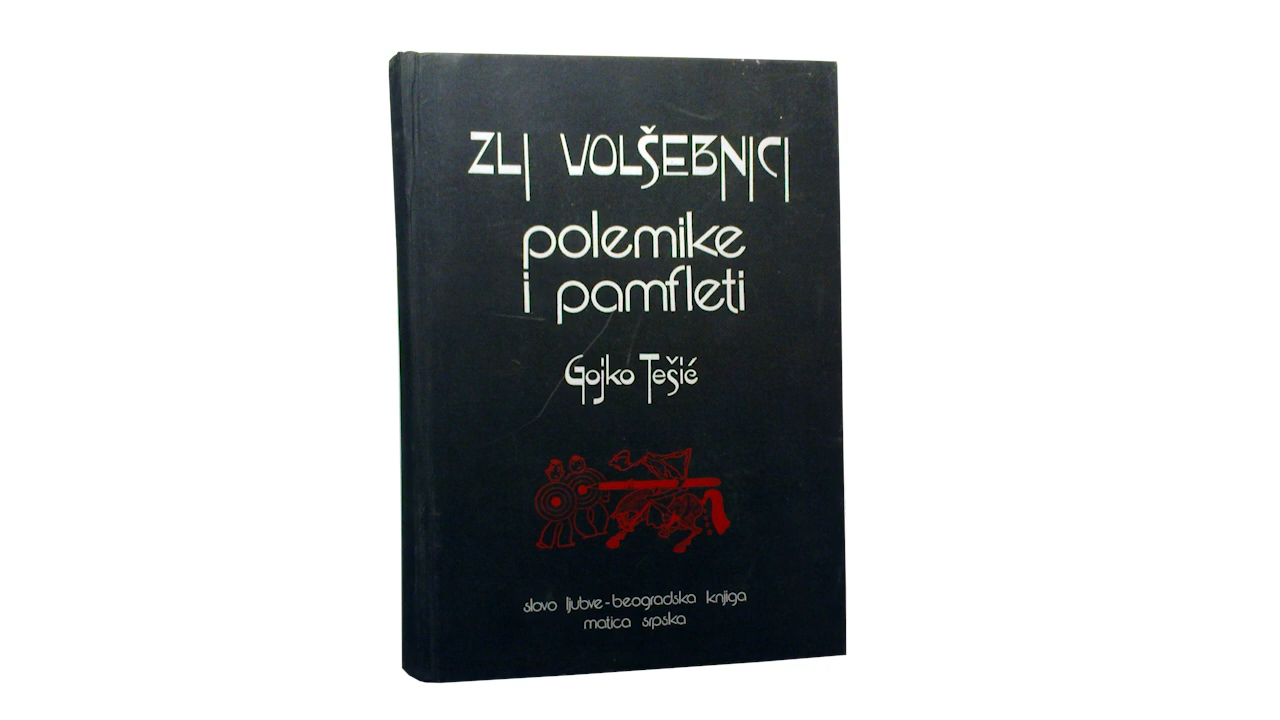 ZLI VOLŠEBNICI
polemike
i pamfleti
Gojko Tešić
slovo ljubve-beogradska knjiga
matica srpska